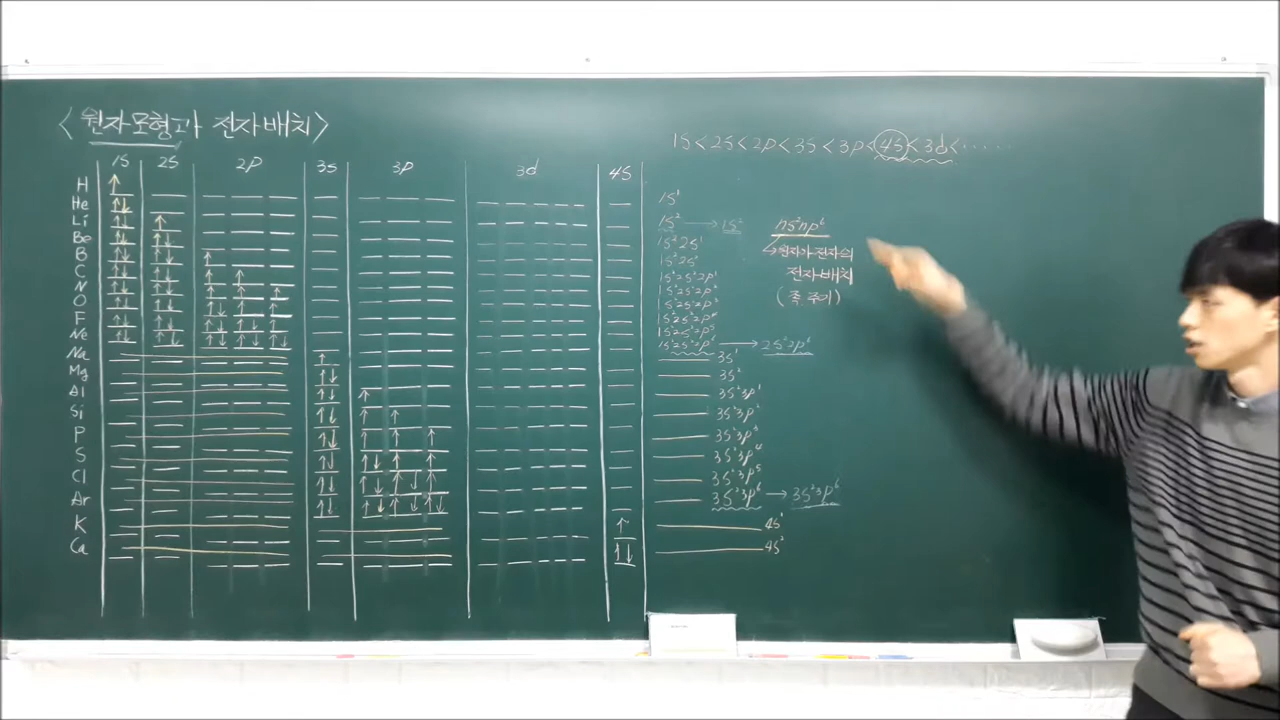 <원자모형과 전자배치>
1S<2S<2P<3S<3P<4S<3d<······
1S 2S 2P 3S 3P 3d 4S
H ↑ 1S¹
He ↑↓ 1S² → 1S² nS²nP⁶
Li ↑↓ ↑ 1S²2S¹
Be ↑↓ ↑↓ 1S²2S²
B ↑↓ ↑↓ ↑ 1S²2S²2P¹
C ↑↓ ↑↓ ↑ ↑ 1S²2S²2P²
N ↑↓ ↑↓ ↑ ↑ ↑ 1S²2S²2P³
O ↑↓ ↑↓ ↑↓ ↑ ↑ 1S²2S²2P⁴
F ↑↓ ↑↓ ↑↓ ↑↓ ↑ 1S²2S²2P⁵
Ne ↑↓ ↑↓ ↑↓ ↑↓ ↑↓ 1S²2S²2P⁶ → 2S²2P⁶
Na ↑ 3S¹
Mg ↑↓ 3S²
Al ↑↓ ↑ 3S²3P¹
Si ↑↓ ↑ ↑ 3S²3P²
P ↑↓ ↑ ↑ ↑ 3S²3P³
S ↑↓ ↑↓ ↑ ↑ 3S²3P⁴
Cl ↑↓ ↑↓ ↑↓ ↑ 3S²3P⁵
Ar ↑↓ ↑↓ ↑↓ ↑↓ 3S²3P⁶ → 3S²3P⁶
K ↑ 4S¹
Ca ↑↓ 4S²
전자의
전자배치
(족, 주기)